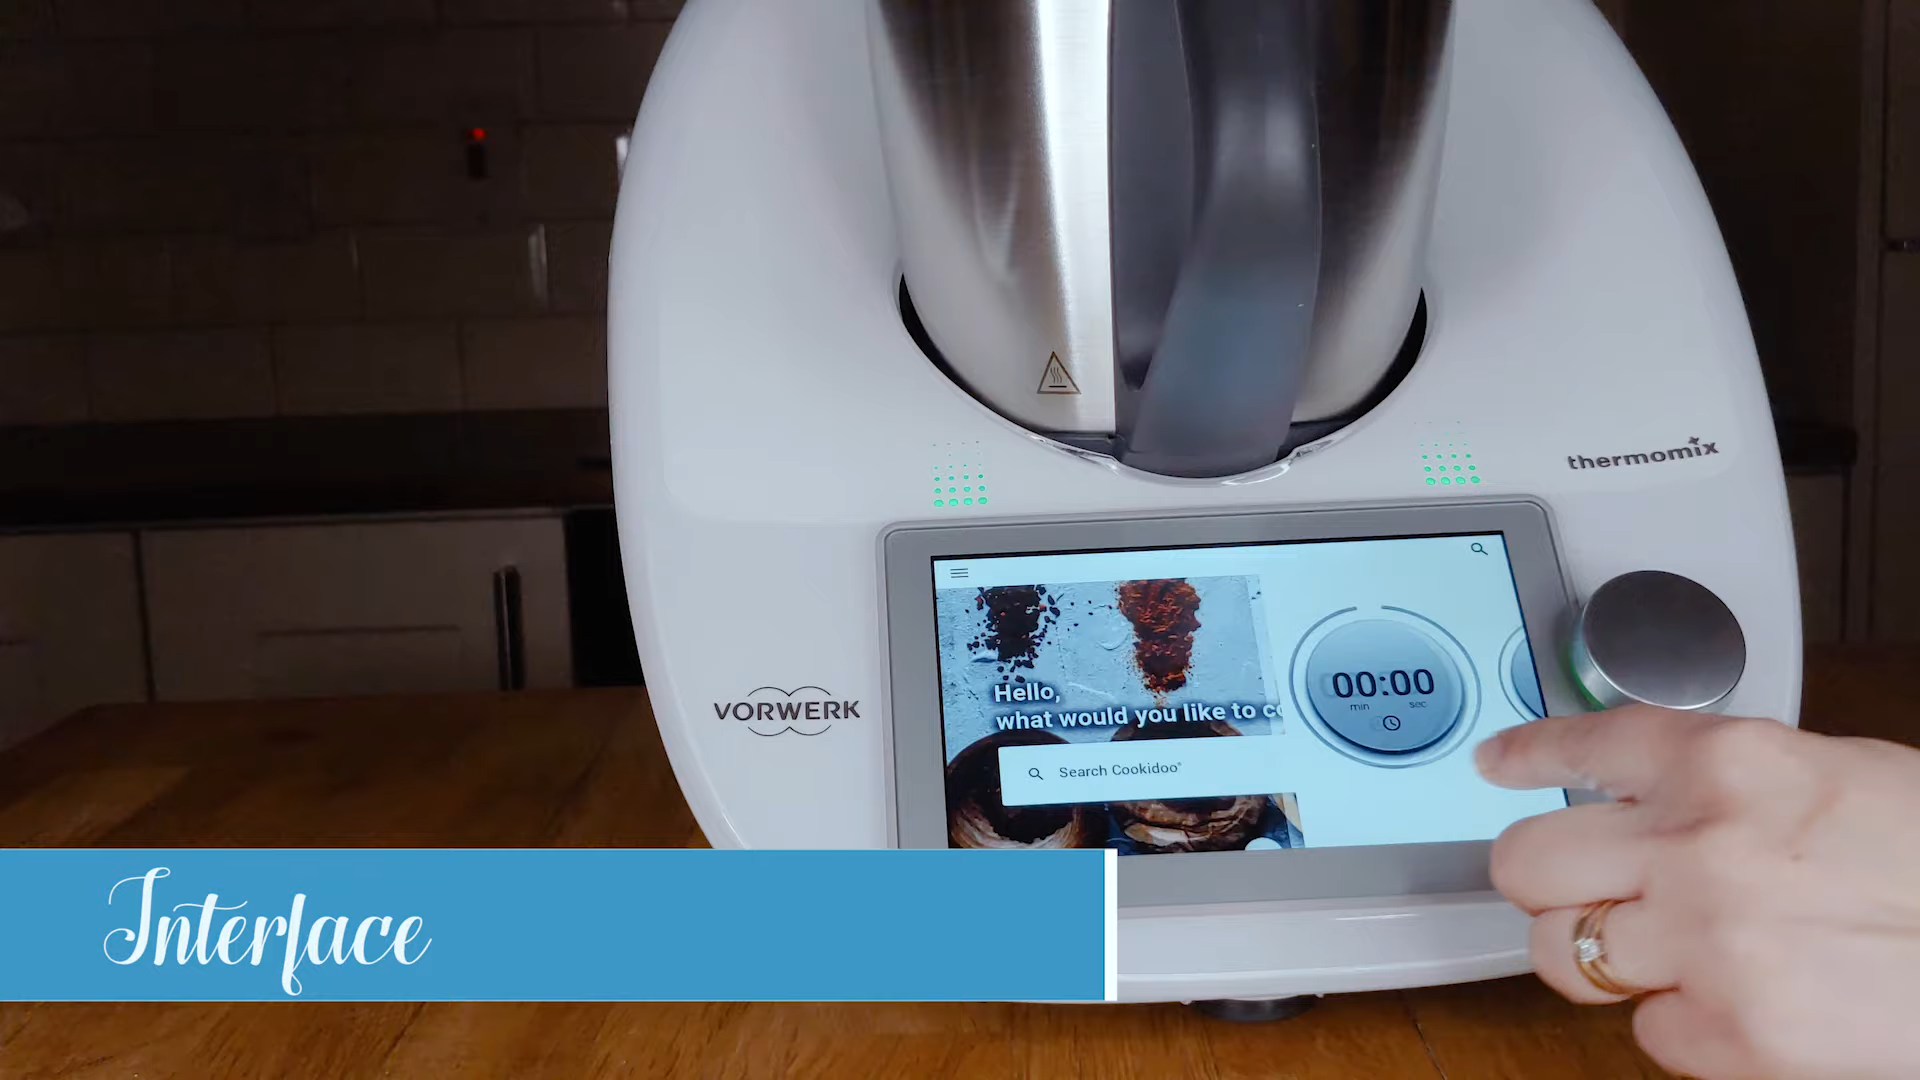 thermomix
VORWERK
Hello,
what would you like to
Search Cookidoo®
00:00
min sec
Interface